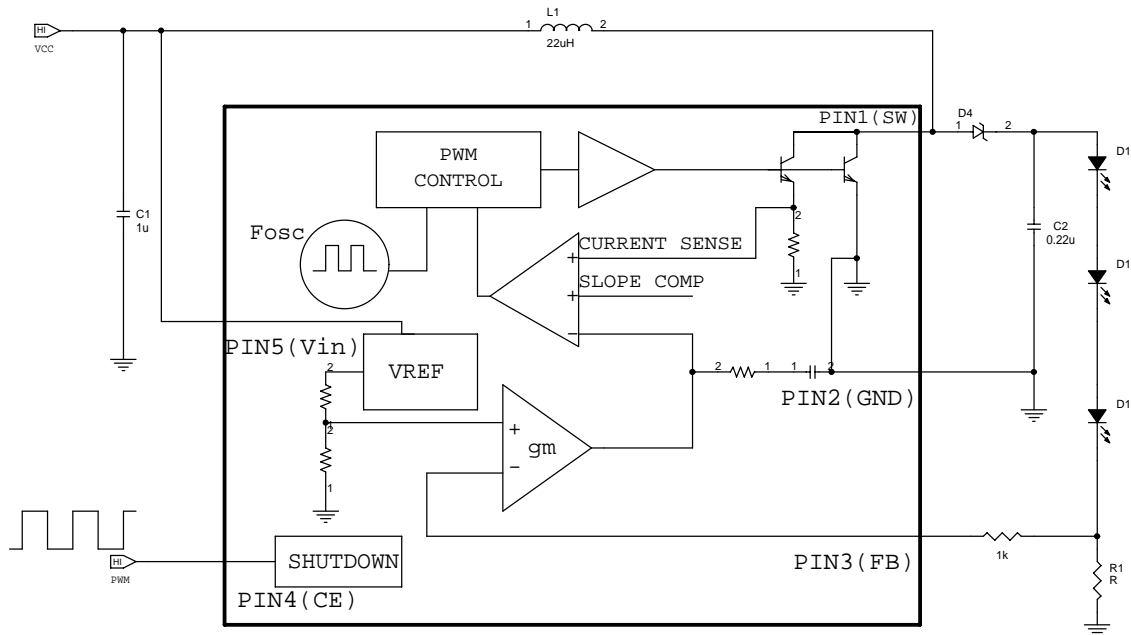 L1
HI
1
2
VCC
22uH
PIN1(SW)
D4
1
2
PWM
CONTROL
D1
C1
1u
2
Fosc
CURRENT SENSE
C2
0.22u
1
SLOPE COMP
D1
+
+
−
PIN5(Vin)
VREF
2
2
1
1
2
PIN2(GND)
1
2
D1
+
gm
−
1
SHUTDOWN
HI
PWM
PIN3(FB)
1k
R1
R
PIN4(CE)